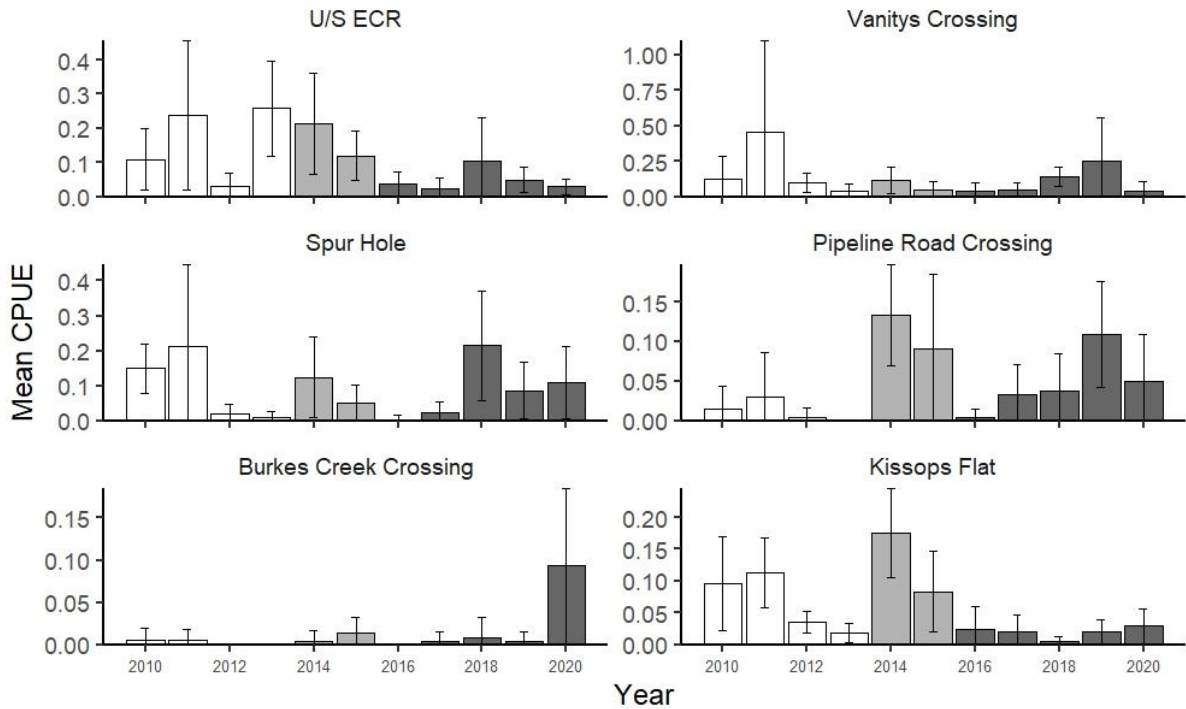 U/S ECR
Vanitys Crossing
0.4
0.3
0.2
0.1
0.0
1.00
0.75
0.50
0.25
0.00
Spur Hole
Pipeline Road Crossing
0.4
0.3
0.2
0.1
0.0
0.15
0.10
0.05
0.00
Mean CPUE
Burkes Creek Crossing
Kissops Flat
0.15
0.10
0.05
0.00
0.20
0.15
0.10
0.05
0.00
2010 2012 2014 2016 2018 2020
2010 2012 2014 2016 2018 2020
Year